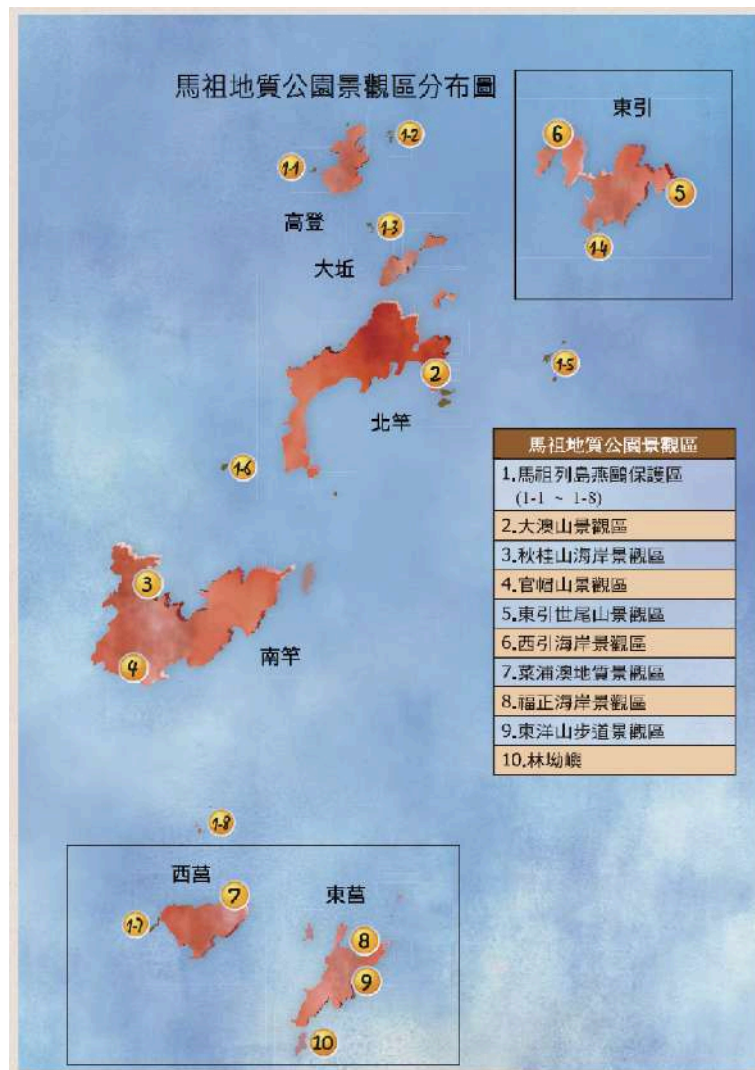 馬祖地質公園景觀區分布圖
東引
6
1-2
1-1
5
高登
1-3
1-4
大坵
2
1-5
北竿
1-6
馬祖地質公園景觀區
1.馬祖列島燕鷗保護區
(1-1 ~ 1-8)
2.大澳山景觀區
3.秋桂山海岸景觀區
4.官帽山景觀區
5.東引世尾山景觀區
6.西引海岸景觀區
7.菜浦澳地質景觀區
8.福正海岸景觀區
9.東洋山步道景觀區
10.林坳嶼
3
南竿
4
1-8
西莒
7
東莒
1-7
8
9
10